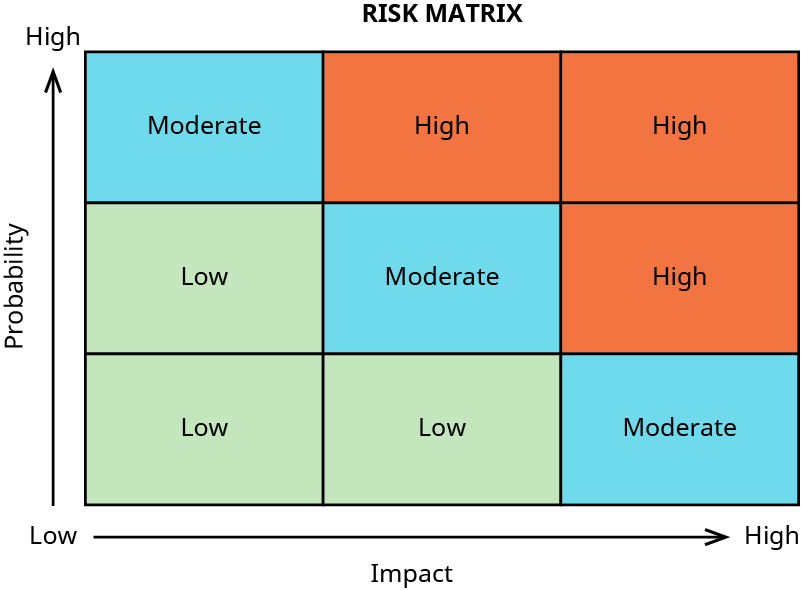 RISK MATRIX
High
Moderate
High
High
Probability
Low
Moderate
High
Low
Low
Moderate
Low
High
Impact